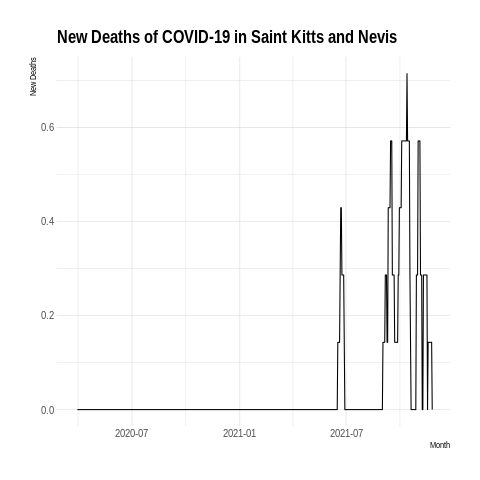 New Deaths of COVID-19 in Saint Kitts and Nevis
New Deaths
0.6
0.4
0.2
0.0
2020-07
2021-01
2021-07
Month